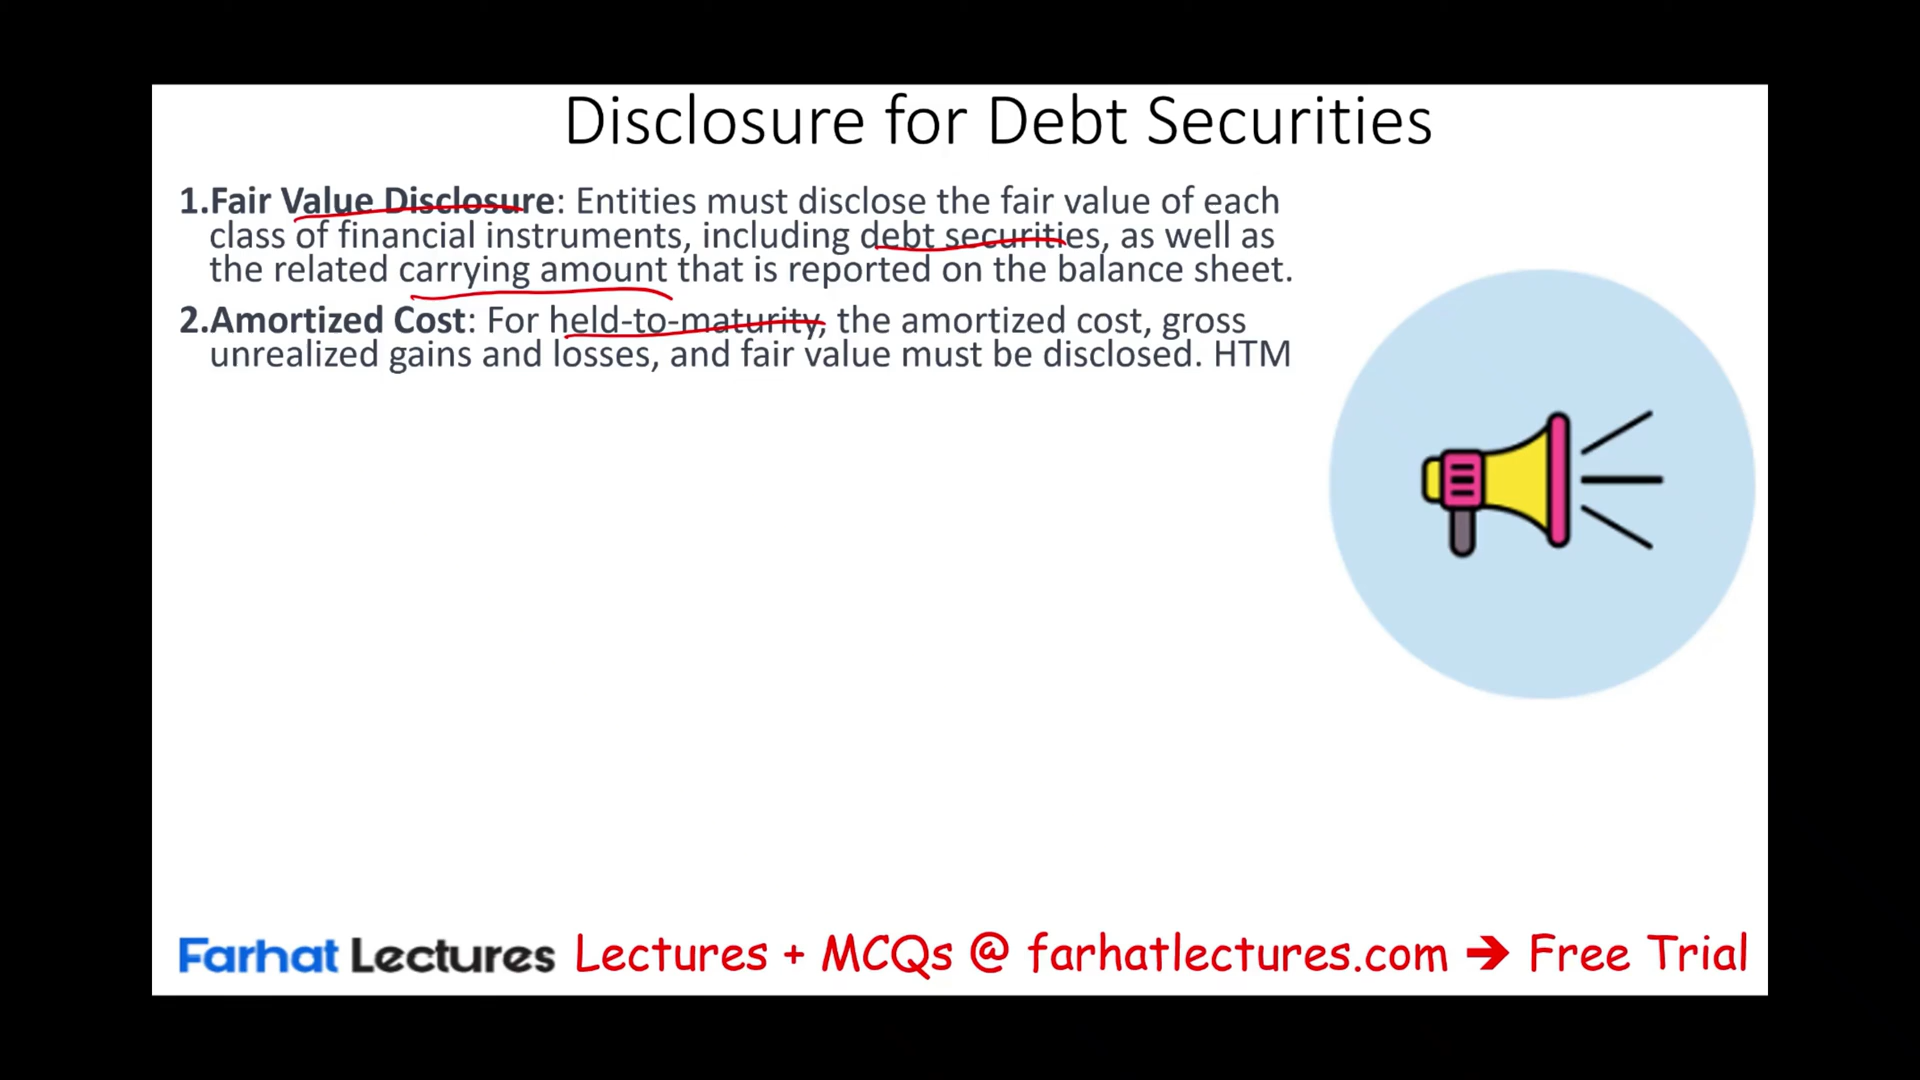 Disclosure for Debt Securities
1.Fair Value Disclosure: Entities must disclose the fair value of each
class of financial instruments, including debt securities, as well as
the related carrying amount that is reported on the balance sheet.
2.Amortized Cost: For held-to-maturity, the amortized cost, gross
unrealized gains and losses, and fair value must be disclosed. HTM
Farhat Lectures Lectures + MCQs @ farhatlectures.com ➔ Free Trial